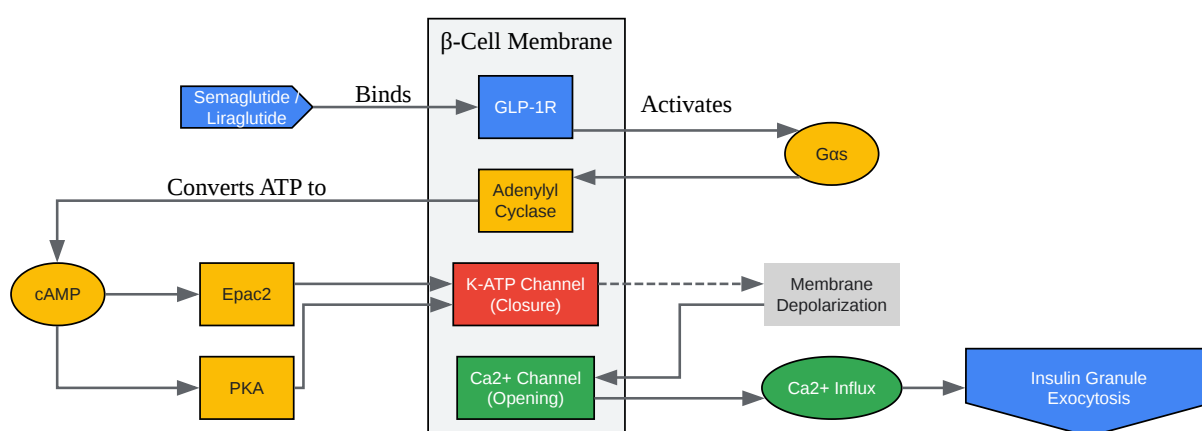 β-Cell Membrane
Semaglutide /
Liraglutide
Binds
GLP-1R
Activates
Gαs
Converts ATP to
Adenylyl
Cyclase
cAMP
Epac2
K-ATP Channel
(Closure)
Membrane
Depolarization
PKA
Ca2+ Channel
(Opening)
Ca2+ Influx
Insulin Granule
Exocytosis